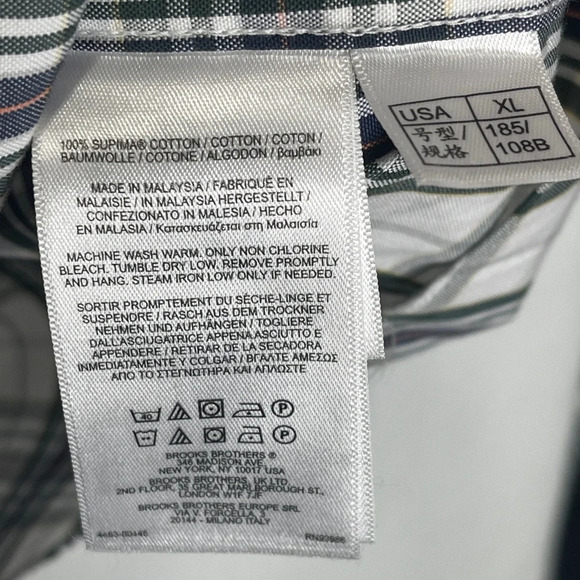 100% SUPIMA® COTTON / COTTON / COTON /
BAUMWOLLE / COTONE / ALGODON / βαμβάκι
MADE IN MALAYSIA / FABRIQUÉ EN
MALAISIE / IN MALAYSIA HERGESTELLT /
CONFEZIONATO IN MALESIA / HECHO
EN MALASIA / Κατασκευάζεται στη Μαλαισία
MACHINE WASH WARM. ONLY NON CHLORINE
BLEACH. TUMBLE DRY LOW. REMOVE PROMPTLY
AND HANG. STEAM IRON LOW ONLY IF NEEDED.
SORTIR PROMPTEMENT DU SÈCHE-LINGE ET
SUSPENDRE / RASCH AUS DEM TROCKNER
NEHMEN UND AUFHÄNGEN / TOGLIERE
DALL'ASCIUGATRICE APPENA ASCIUTTO E
APPENDERE / RETIRAR DE LA SECADORA
INMEDIATAMENTE Y COLGAR / ΒΓΑΛΤΕ ΑΜΕΣΩΣ
ΑΠΟ ΤΟ ΣΤΕΓΝΩΤΗΡΑ ΚΑΙ ΑΠΛΩΣΤΕ
40 P
P
BROOKS BROTHERS ®
346 MADISON AVE.
NEW YORK, NY 10017 USA
BROOKS BROTHERS, UK LTD
2ND FLOOR, 35 GREAT MARLBOROUGH ST.,
LONDON W1F 7JF
BROOKS BROTHERS EUROPE SRL
VIA V. FORCELLA, 3
20144 - MILANO ITALY
USA XL
号型/ 185/
规格 108B